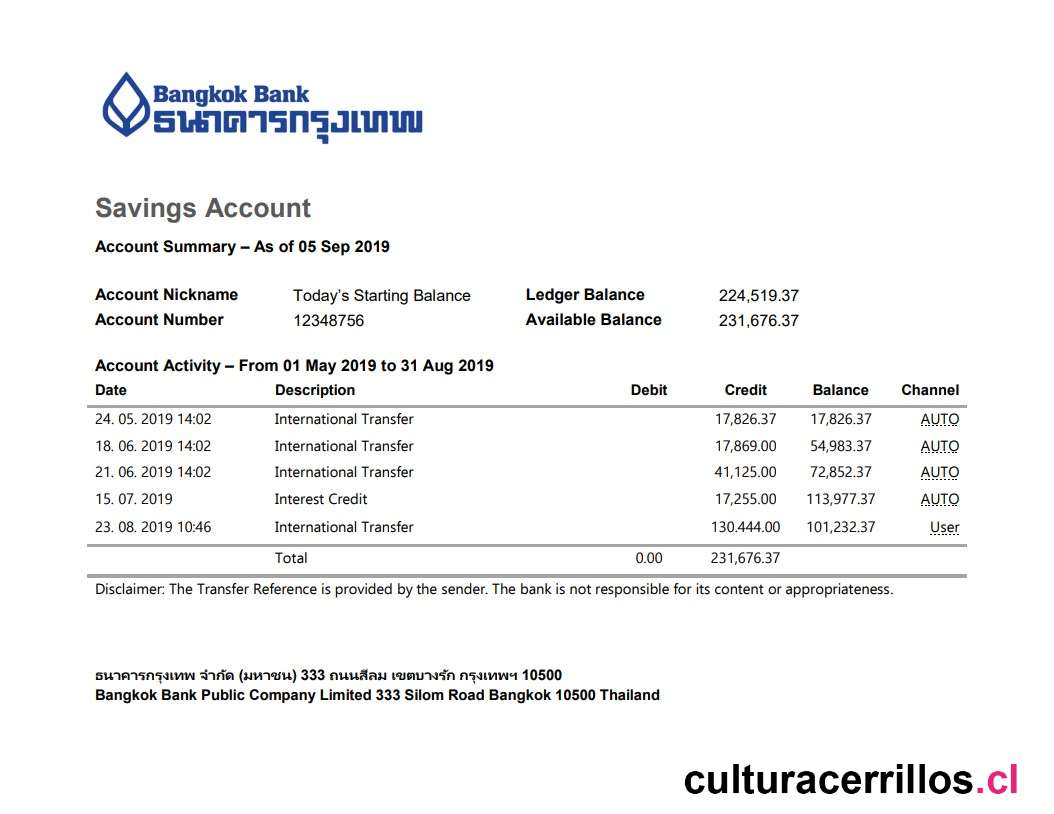 Bangkok Bank
ธนาคารกรุงเทพ
Savings Account
Account Summary – As of 05 Sep 2019
Account Nickname Today's Starting Balance Ledger Balance 224,519.37
Account Number 12348756 Available Balance 231,676.37
Account Activity – From 01 May 2019 to 31 Aug 2019
Date Description Debit Credit Balance Channel
24. 05. 2019 14:02 International Transfer 17,826.37 17,826.37 AUTO
18. 06. 2019 14:02 International Transfer 17,869.00 54,983.37 AUTO
21. 06. 2019 14:02 International Transfer 41,125.00 72,852.37 AUTO
15. 07. 2019 Interest Credit 17,255.00 113,977.37 AUTO
23. 08. 2019 10:46 International Transfer 130.444.00 101,232.37 User
Total 0.00 231,676.37
Disclaimer: The Transfer Reference is provided by the sender. The bank is not responsible for its content or appropriateness.
ธนาคารกรุงเทพ จำกัด (มหาชน) 333 ถนนสีลม เขตบางรัก กรุงเทพฯ 10500
Bangkok Bank Public Company Limited 333 Silom Road Bangkok 10500 Thailand
culturacerrillos.cl